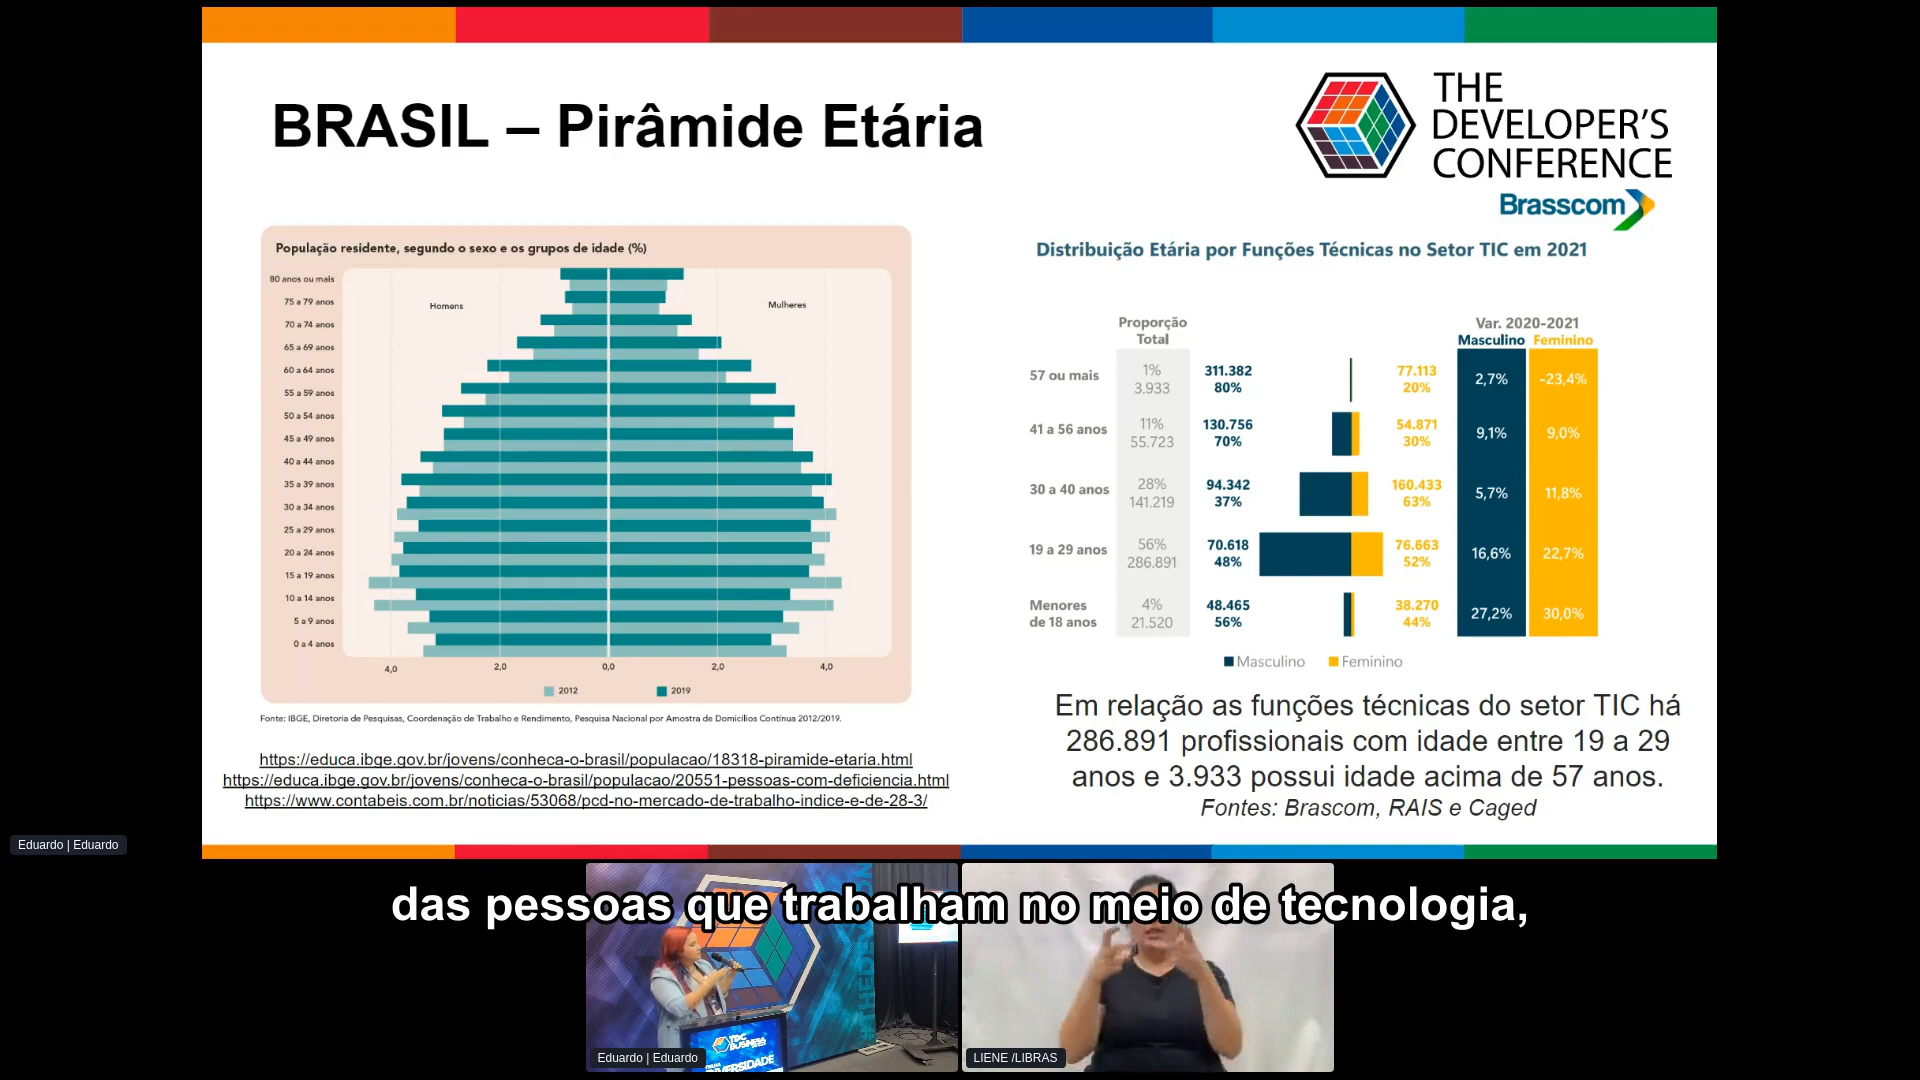 BRASIL – Pirâmide Etária
THE
DEVELOPER'S
CONFERENCE
Brasscom
População residente, segundo o sexo e os grupos de idade (%)
Homens
Mulheres
80 anos ou mais
75 a 79 anos
70 a 74 anos
65 a 69 anos
60 a 64 anos
55 a 59 anos
50 a 54 anos
45 a 49 anos
40 a 44 anos
35 a 39 anos
30 a 34 anos
25 a 29 anos
20 a 24 anos
15 a 19 anos
10 a 14 anos
5 a 9 anos
0 a 4 anos
4,0 2,0 0,0 2,0 4,0
2012 2019
Fonte: IBGE, Diretoria de Pesquisas, Coordenação de Trabalho e Rendimento, Pesquisa Nacional por Amostra de Domicílios Contínua 2012/2019.
https://educa.ibge.gov.br/jovens/conheca-o-brasil/populacao/18318-piramide-etaria.html
https://educa.ibge.gov.br/jovens/conheca-o-brasil/populacao/20551-pessoas-com-deficiencia.html
https://www.contabeis.com.br/noticias/53068/pcd-no-mercado-de-trabalho-indice-e-de-28-3/
Distribuição Etária por Funções Técnicas no Setor TIC em 2021
Proporção Var. 2020-2021
Total Masculino Feminino
57 ou mais 1% 3.933 311.382 80% 77.113 20% 2,7% -23,4%
41 a 56 anos 11% 55.723 130.756 70% 54.871 30% 9,1% 9,0%
30 a 40 anos 28% 141.219 94.342 37% 160.433 63% 5,7% 11,8%
19 a 29 anos 56% 286.891 70.618 48% 76.663 52% 16,6% 22,7%
Menores de 18 anos 4% 21.520 48.465 56% 38.270 44% 27,2% 30,0%
Masculino Feminino
Em relação as funções técnicas do setor TIC há
286.891 profissionais com idade entre 19 a 29
anos e 3.933 possui idade acima de 57 anos.
Fontes: Brascom, RAIS e Caged
Eduardo | Eduardo
das pessoas que trabalham no meio de tecnologia,
TDC
BUSINESS
DIVERSIDADE
Eduardo | Eduardo
LIENE /LIBRAS